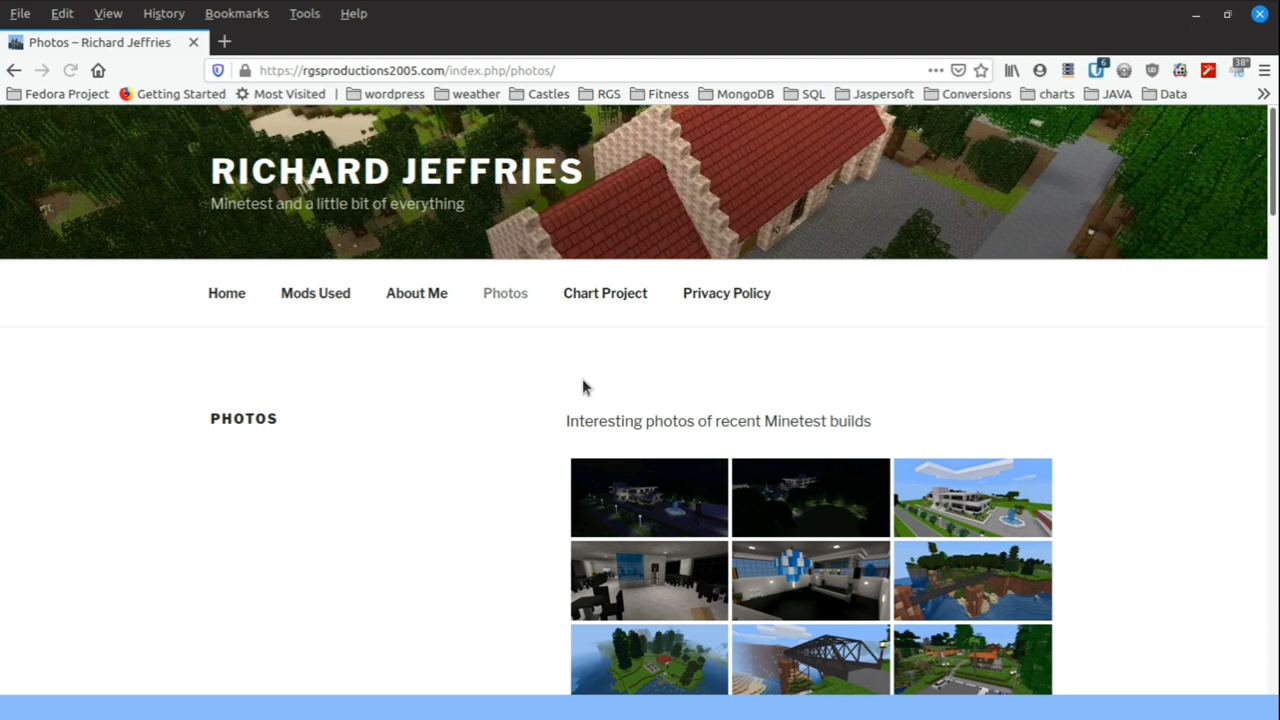 File Edit View History Bookmarks Tools Help
Photos – Richard Jeffries
https://rgsproductions2005.com/index.php/photos/
6
38°
Fedora Project Getting Started Most Visited wordpress weather Castles RGS Fitness MongoDB SQL Jaspersoft Conversions charts JAVA Data
RICHARD JEFFRIES
Minetest and a little bit of everything
Home Mods Used About Me Photos Chart Project Privacy Policy
PHOTOS
Interesting photos of recent Minetest builds